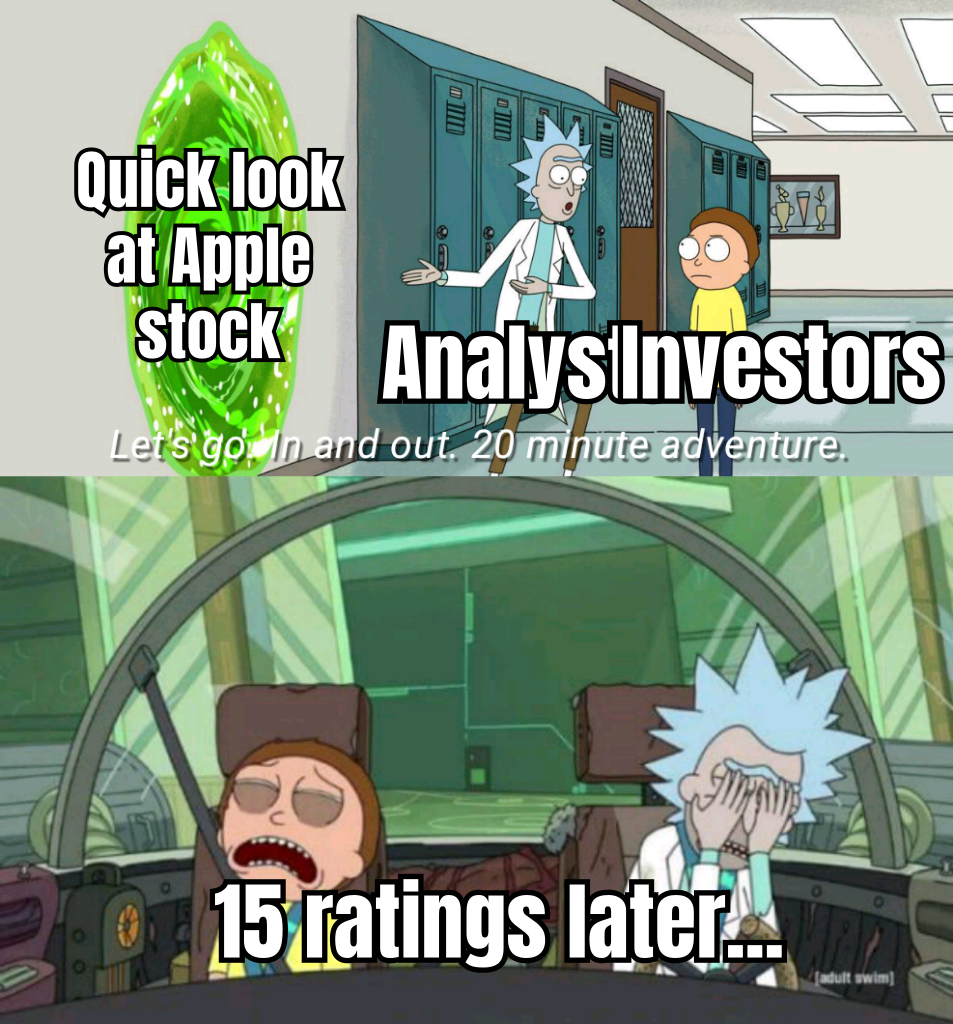 Quick look
at Apple
stock
Analyst
Investors
Let's go. In and out. 20 minute adventure.
15 ratings later...
[adult swim]